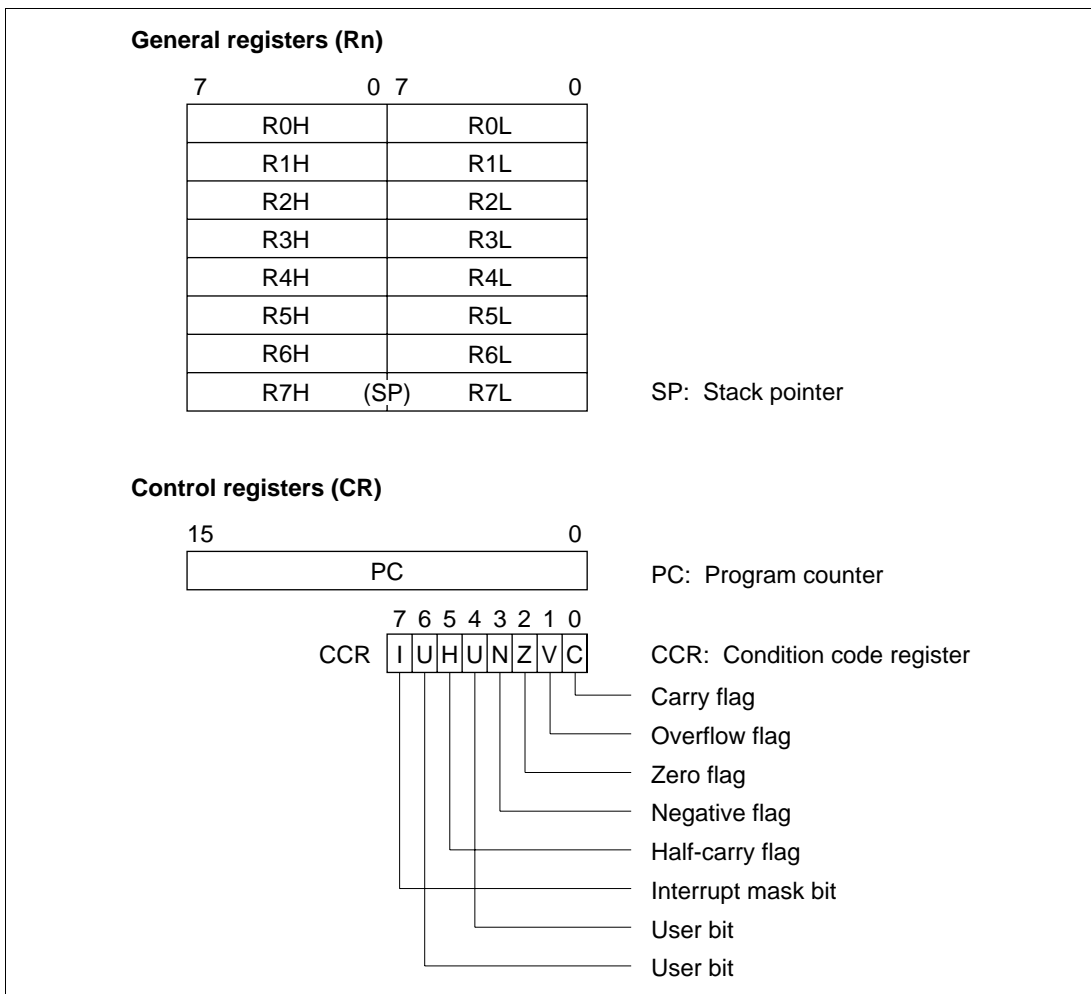 General registers (Rn)
7 0 7 0
R0H R0L
R1H R1L
R2H R2L
R3H R3L
R4H R4L
R5H R5L
R6H R6L
R7H (SP) R7L SP: Stack pointer
Control registers (CR)
15 0
PC PC: Program counter
7 6 5 4 3 2 1 0
CCR I U H U N Z V C CCR: Condition code register
Carry flag
Overflow flag
Zero flag
Negative flag
Half-carry flag
Interrupt mask bit
User bit
User bit